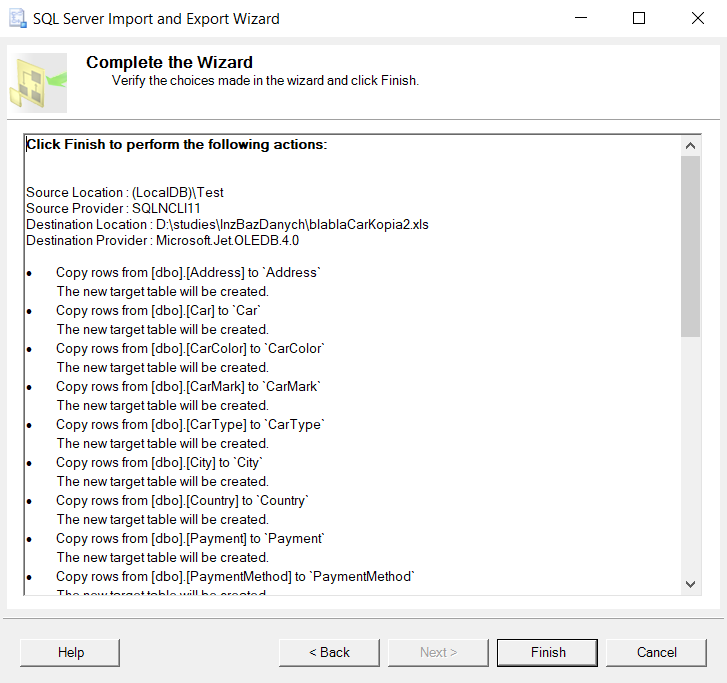 SQL Server Import and Export Wizard
Complete the Wizard
Verify the choices made in the wizard and click Finish.
Click Finish to perform the following actions:
Source Location : (LocalDB)\Test
Source Provider : SQLNCLI11
Destination Location : D:\studies\InzBazDanych\blablaCarKopia2.xls
Destination Provider : Microsoft.Jet.OLEDB.4.0
• Copy rows from [dbo].[Address] to `Address`
The new target table will be created.
• Copy rows from [dbo].[Car] to `Car`
The new target table will be created.
• Copy rows from [dbo].[CarColor] to `CarColor`
The new target table will be created.
• Copy rows from [dbo].[CarMark] to `CarMark`
The new target table will be created.
• Copy rows from [dbo].[CarType] to `CarType`
The new target table will be created.
• Copy rows from [dbo].[City] to `City`
The new target table will be created.
• Copy rows from [dbo].[Country] to `Country`
The new target table will be created.
• Copy rows from [dbo].[Payment] to `Payment`
The new target table will be created.
• Copy rows from [dbo].[PaymentMethod] to `PaymentMethod`
The new target table will be created.
Help
< Back
Next >
Finish
Cancel